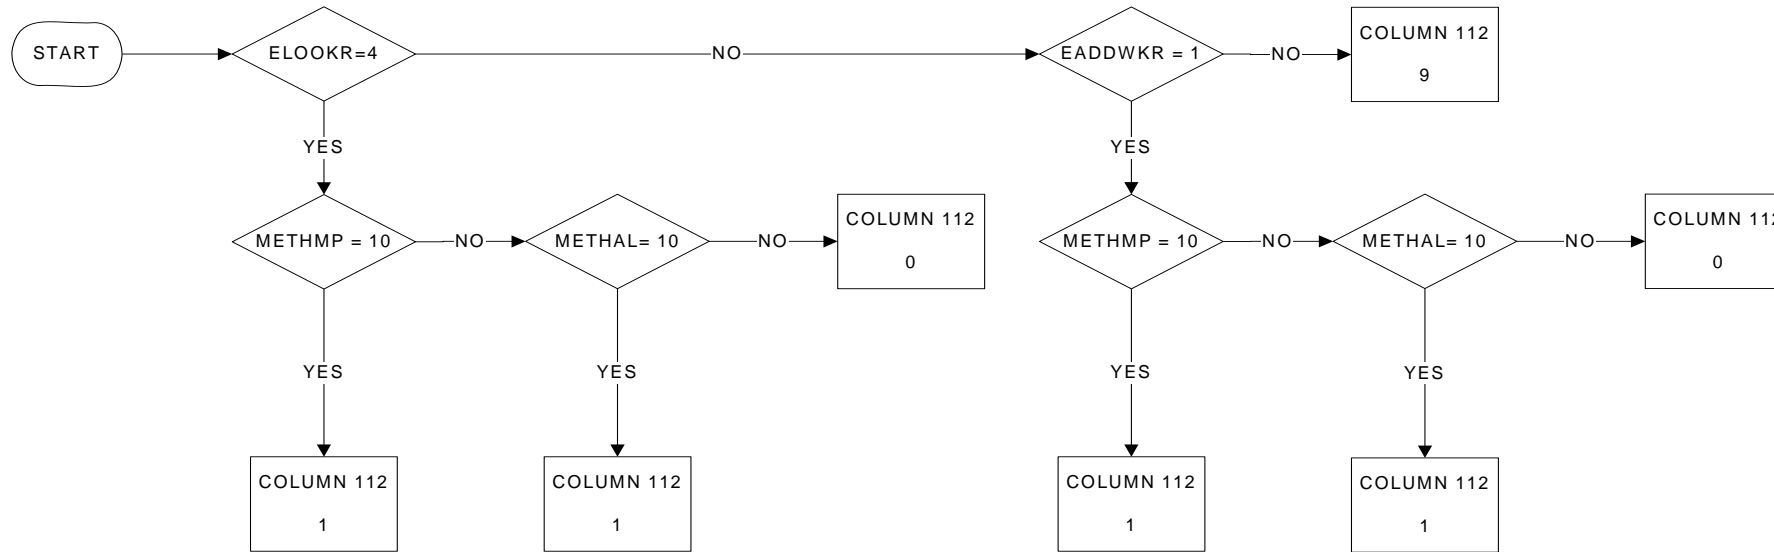 START
ELOOKR=4
NO
EADDWKR = 1
NO
COLUMN 112
9
YES
YES
METHMP = 10
NO
METHAL= 10
NO
COLUMN 112
0
METHMP = 10
NO
METHAL= 10
NO
COLUMN 112
0
YES
YES
YES
YES
COLUMN 112
1
COLUMN 112
1
COLUMN 112
1
COLUMN 112
1